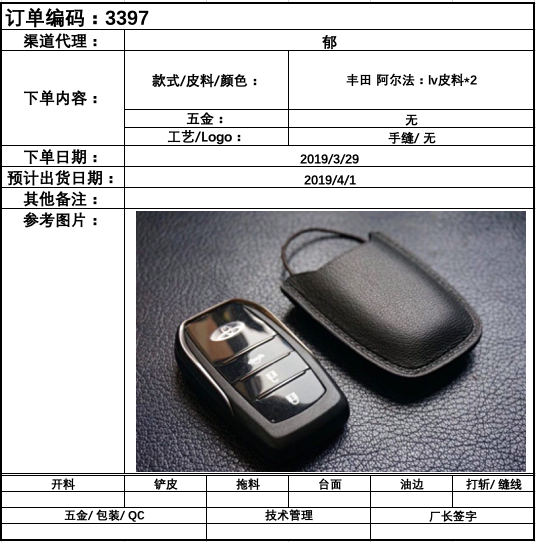 订单编码：3397
渠道代理：
郁
下单内容：
款式/皮料/颜色：
丰田 阿尔法：lv皮料*2
五金：
无
工艺/Logo：
手缝/ 无
下单日期：
2019/3/29
预计出货日期：
2019/4/1
其他备注：
参考图片：
开料 铲皮 拖料 台面 油边 打斩/ 缝线
五金/ 包装/ QC 技术管理 厂长签字